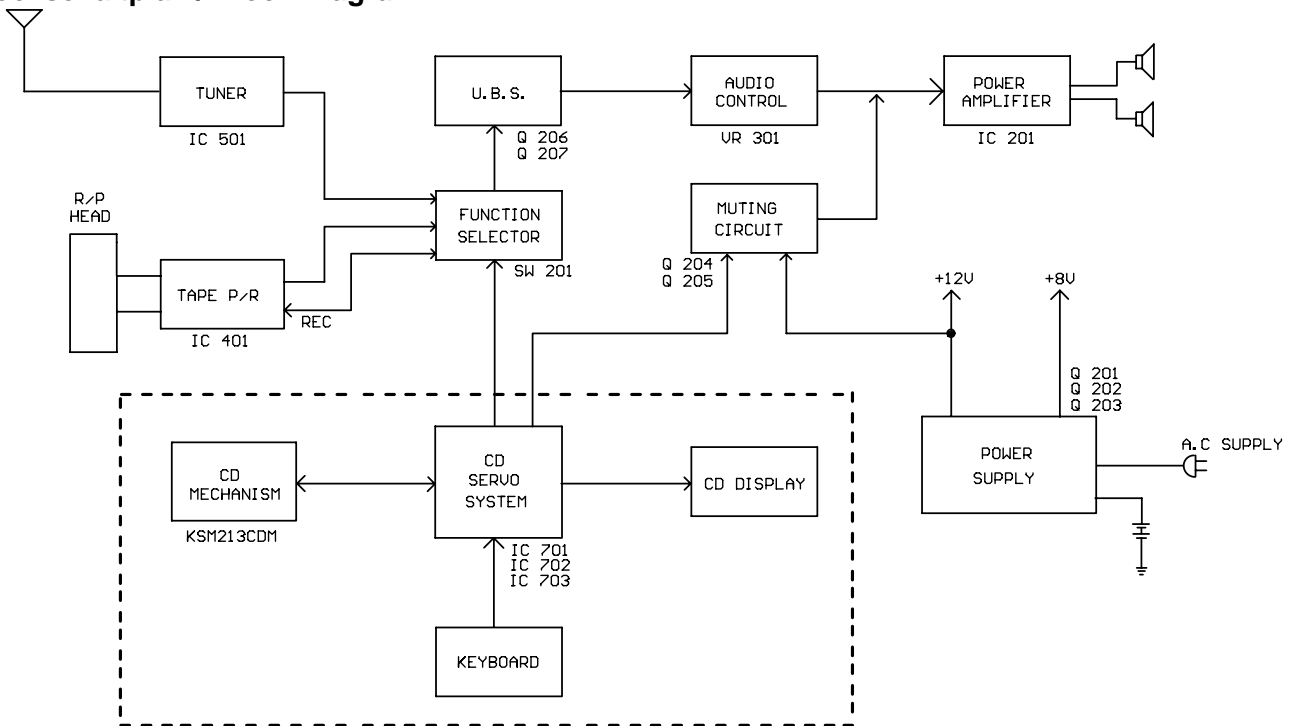 TUNER
IC 501
U.B.S.
Q 206
Q 207
AUDIO
CONTROL
VR 301
POWER
AMPLIFIER
IC 201
R/P
HEAD
FUNCTION
SELECTOR
SW 201
MUTING
CIRCUIT
Q 204
Q 205
TAPE P/R
REC
IC 401
+12V
+8V
Q 201
Q 202
Q 203
POWER
SUPPLY
A.C SUPPLY
CD
MECHANISM
KSM213CDM
CD
SERVO
SYSTEM
CD DISPLAY
IC 701
IC 702
IC 703
KEYBOARD